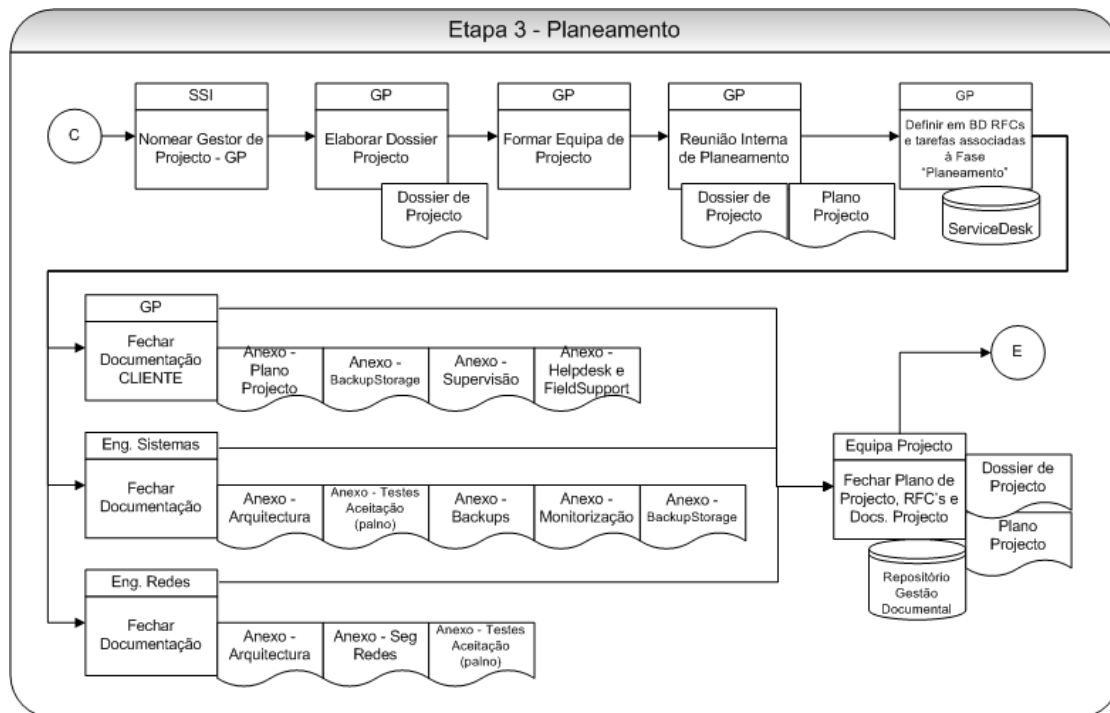 Etapa 3 - Planeamento
C
SSI
Nomear Gestor de
Projecto - GP
GP
Elaborar Dossier
Projecto
Dossier de
Projecto
GP
Formar Equipa de
Projecto
GP
Reunião Interna
de Planeamento
Dossier de
Projecto
Plano
Projecto
GP
Definir em BD RFCs
e tarefas associadas
à Fase
“Planeamento”
ServiceDesk
GP
Fechar
Documentação
CLIENTE
Anexo -
Plano
Projecto
Anexo -
BackupStorage
Anexo -
Supervisão
Anexo -
Helpdesk e
FieldSupport
E
Eng. Sistemas
Fechar
Documentação
Anexo -
Arquitectura
Anexo - Testes
Aceitação
(palno)
Anexo -
Backups
Anexo -
Monitorização
Anexo -
BackupStorage
Equipa Projecto
Fechar Plano de
Projecto, RFC's e
Docs. Projecto
Dossier de
Projecto
Plano
Projecto
Repositório
Gestão
Documental
Eng. Redes
Fechar
Documentação
Anexo -
Arquitectura
Anexo - Seg
Redes
Anexo - Testes
Aceitação
(palno)